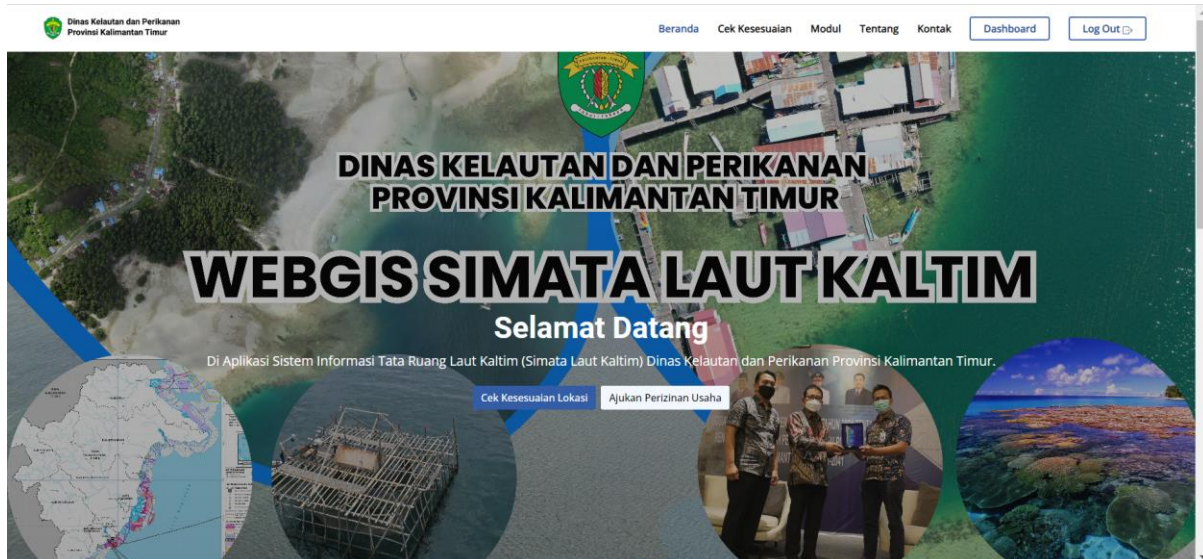 Dinas Kelautan dan Perikanan
Provinsi Kalimantan Timur
Beranda Cek Kesesuaian Modul Tentang Kontak Dashboard Log Out
DINAS KELAUTAN DAN PERIKANAN
PROVINSI KALIMANTAN TIMUR
WEBGIS SIMATA LAUT KALTIM
Selamat Datang
Di Aplikasi Sistem Informasi Tata Ruang Laut Kaltim (Simata Laut Kaltim) Dinas Kelautan dan Perikanan Provinsi Kalimantan Timur.
Cek Kesesuaian Lokasi Ajukan Perizinan Usaha